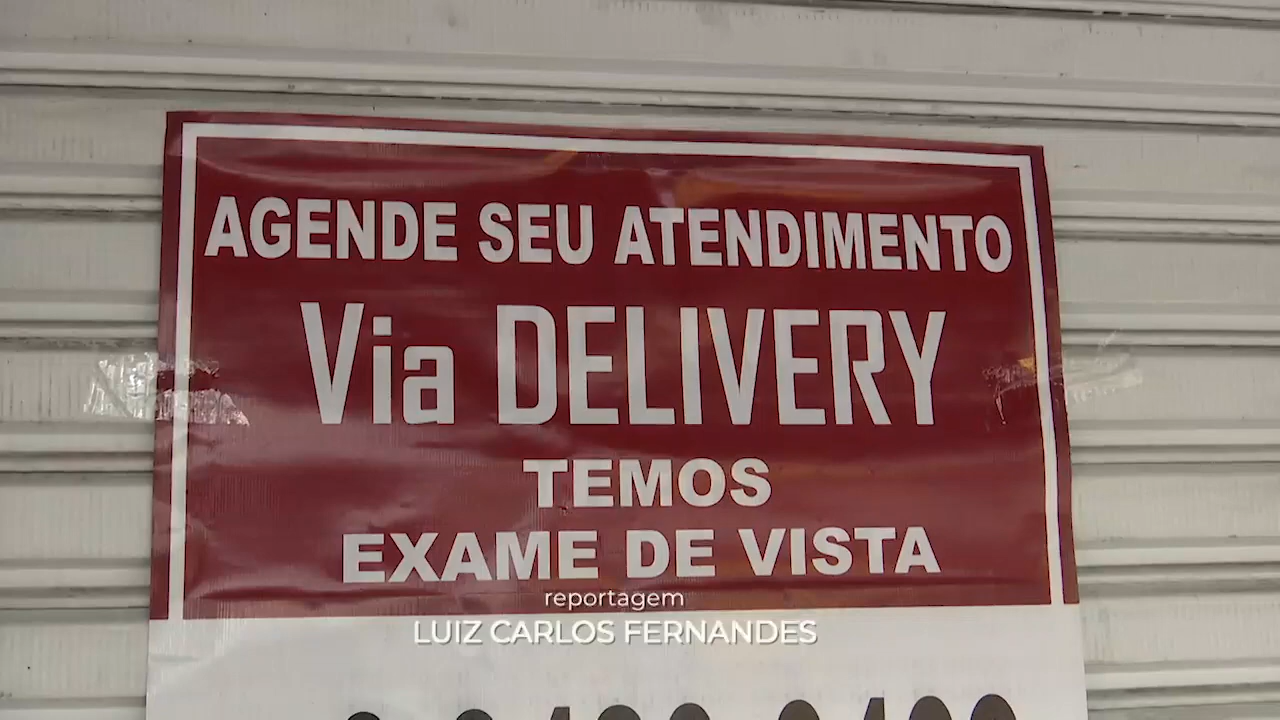 AGENDE SEU ATENDIMENTO
Via DELIVERY
TEMOS
EXAME DE VISTA
reportagem
LUIZ CARLOS FERNANDES